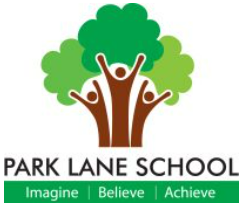 PARK LANE SCHOOL
Imagine | Believe | Achieve